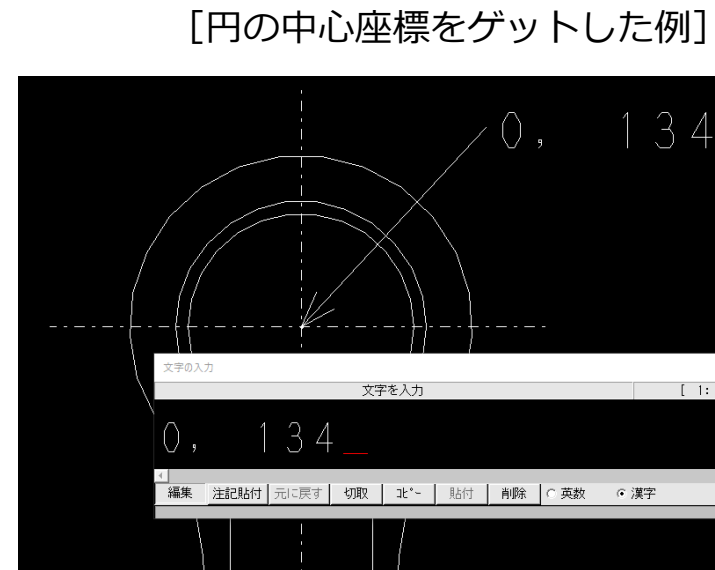 [円の中心座標をゲットした例]
0, 134
文字の入力
文字を入力 [ 1:
0, 134_
編集 注記貼付 元に戻す 切取 ｺﾋﾟｰ 貼付 削除 英数 漢字